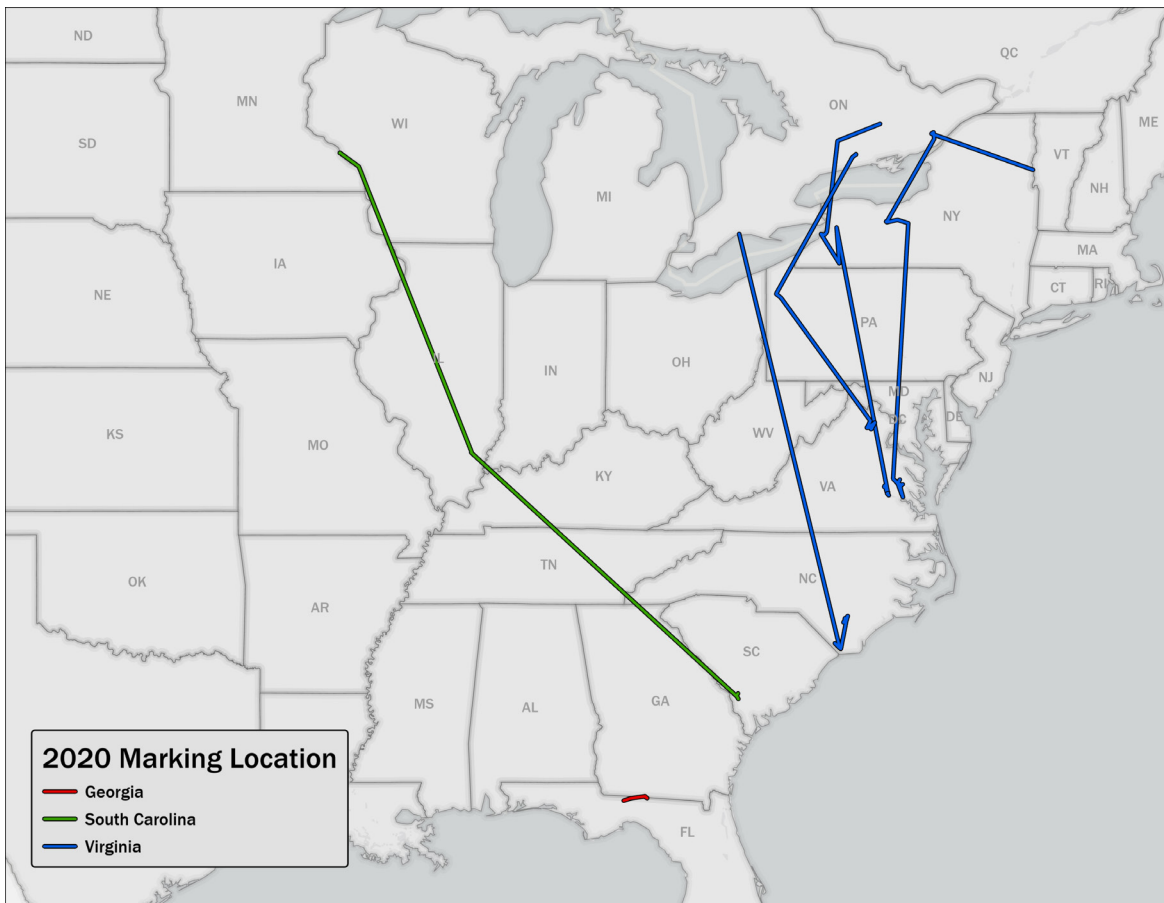 ND
QC
MN
ON
ME
WI
SD
VT
NH
MI
NY
MA
IA
CT
RI
NE
PA
IL
IN
OH
NJ
MD
DE
DC
KS
WV
MO
KY
VA
TN
OK
NC
AR
SC
MS
AL
GA
2020 Marking Location
Georgia
South Carolina
Virginia
FL